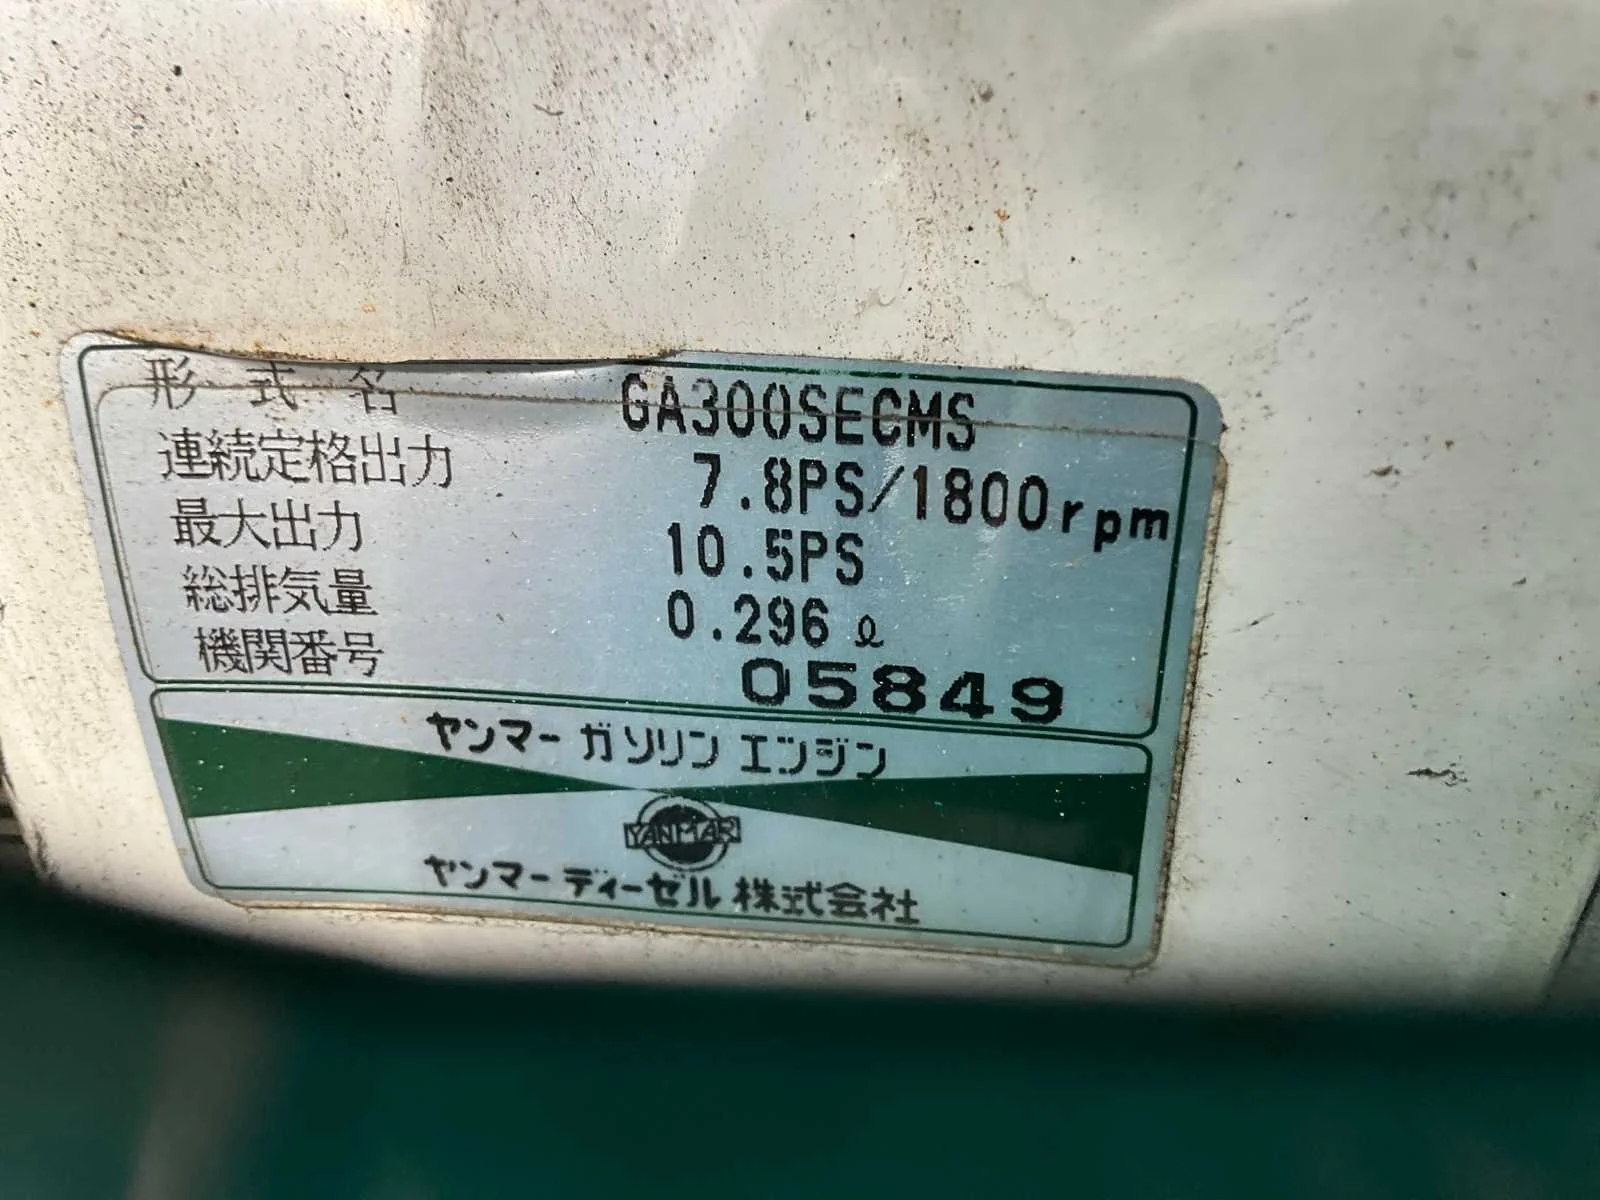 形式名 GA300SECMS
連続定格出力 7.8PS/1800rpm
最大出力 10.5PS
総排気量 0.296ℓ
機関番号 05849
ヤンマー ガソリン エンジン
YANMAR
ヤンマー ディーゼル 株式会社